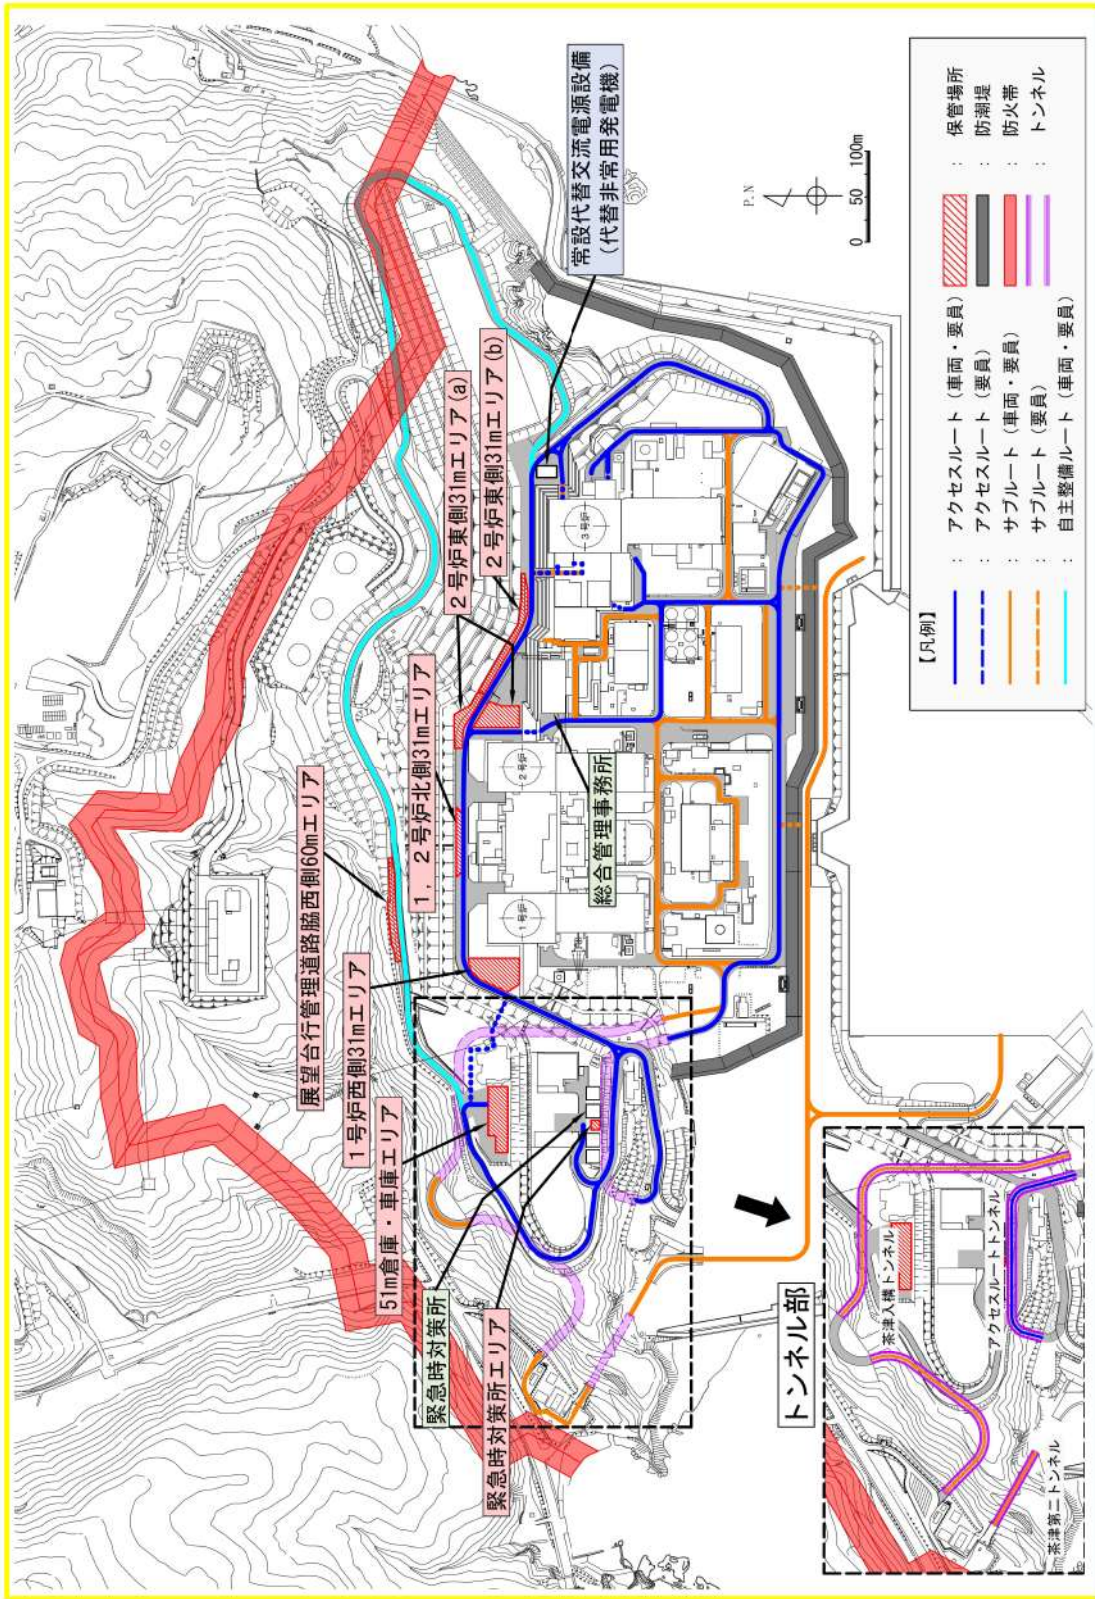 展望台行管理道路脇西側60mエリア
1号炉西側31mエリア
51m倉庫・車庫エリア
緊急時対策所
緊急時対策所エリア
1，2号炉北側31mエリア
2号炉東側31mエリア(a)
2号炉東側31mエリア(b)
常設代替交流電源設備
（代替非常用発電機）
総合管理事務所
1号炉
2号炉
3号炉
P.N
0 50 100m
【凡例】
： アクセスルート（車両・要員）
： アクセスルート（要員）
： サブルート（車両・要員）
： サブルート（要員）
： 自主整備ルート（車両・要員）
： 保管場所
： 防潮堤
： 防火帯
： トンネル
トンネル部
茶津入構トンネル
アクセスルートトンネル
茶津第二トンネル